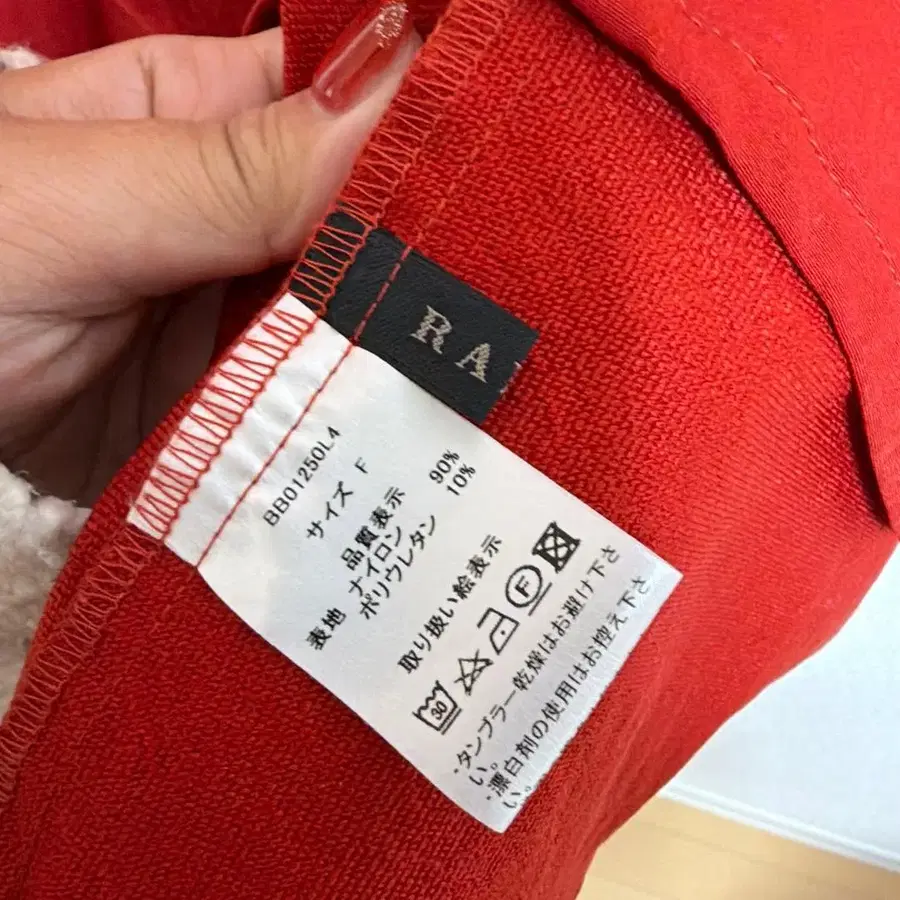 RA
BB01250L4
サイズ F
品質表示
表地 ナイロン 90%
ポリウレタン 10%
取り扱い絵表示
30 F
・タンブラー乾燥はお避け下さ
い。
・漂白剤の使用はお控え下さ
い。